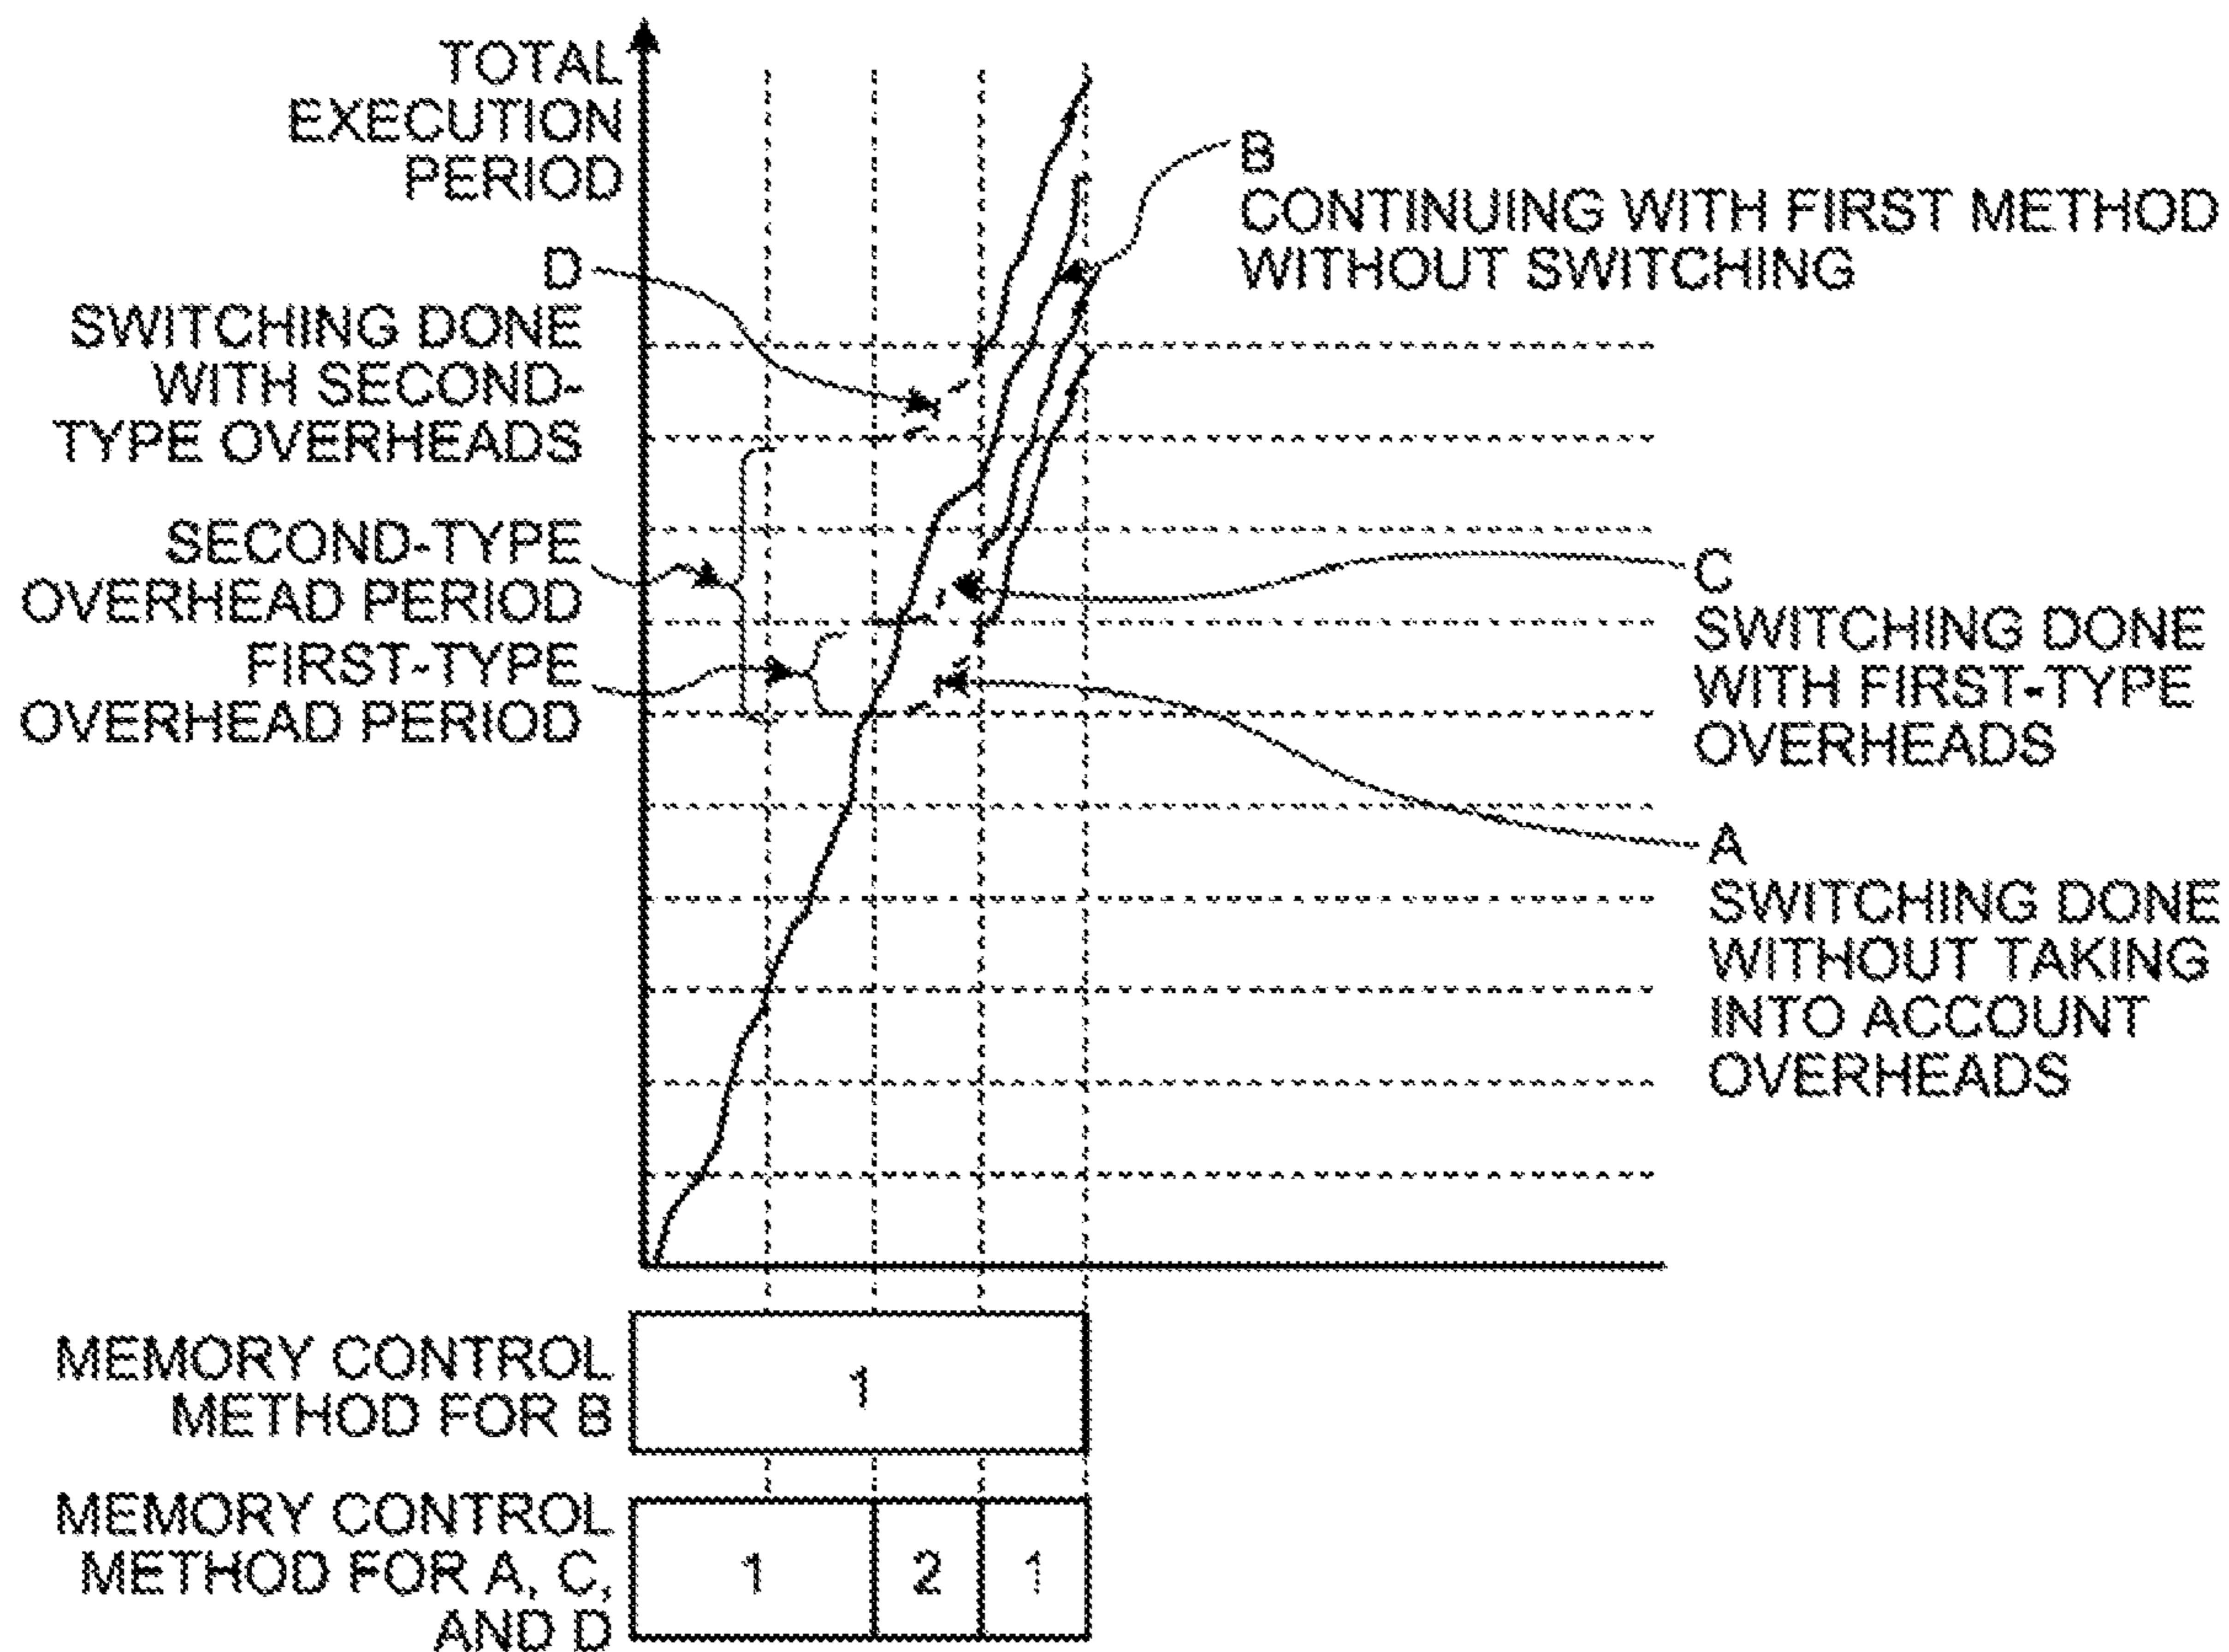 TOTAL
EXECUTION
PERIOD
B
CONTINUING WITH FIRST METHOD
WITHOUT SWITCHING
D
SWITCHING DONE
WITH SECOND-
TYPE OVERHEADS
SECOND-TYPE
OVERHEAD PERIOD
FIRST-TYPE
OVERHEAD PERIOD
C
SWITCHING DONE
WITH FIRST-TYPE
OVERHEADS
A
SWITCHING DONE
WITHOUT TAKING
INTO ACCOUNT
OVERHEADS
MEMORY CONTROL
METHOD FOR B
1
MEMORY CONTROL
METHOD FOR A, C,
AND D
1 2 1